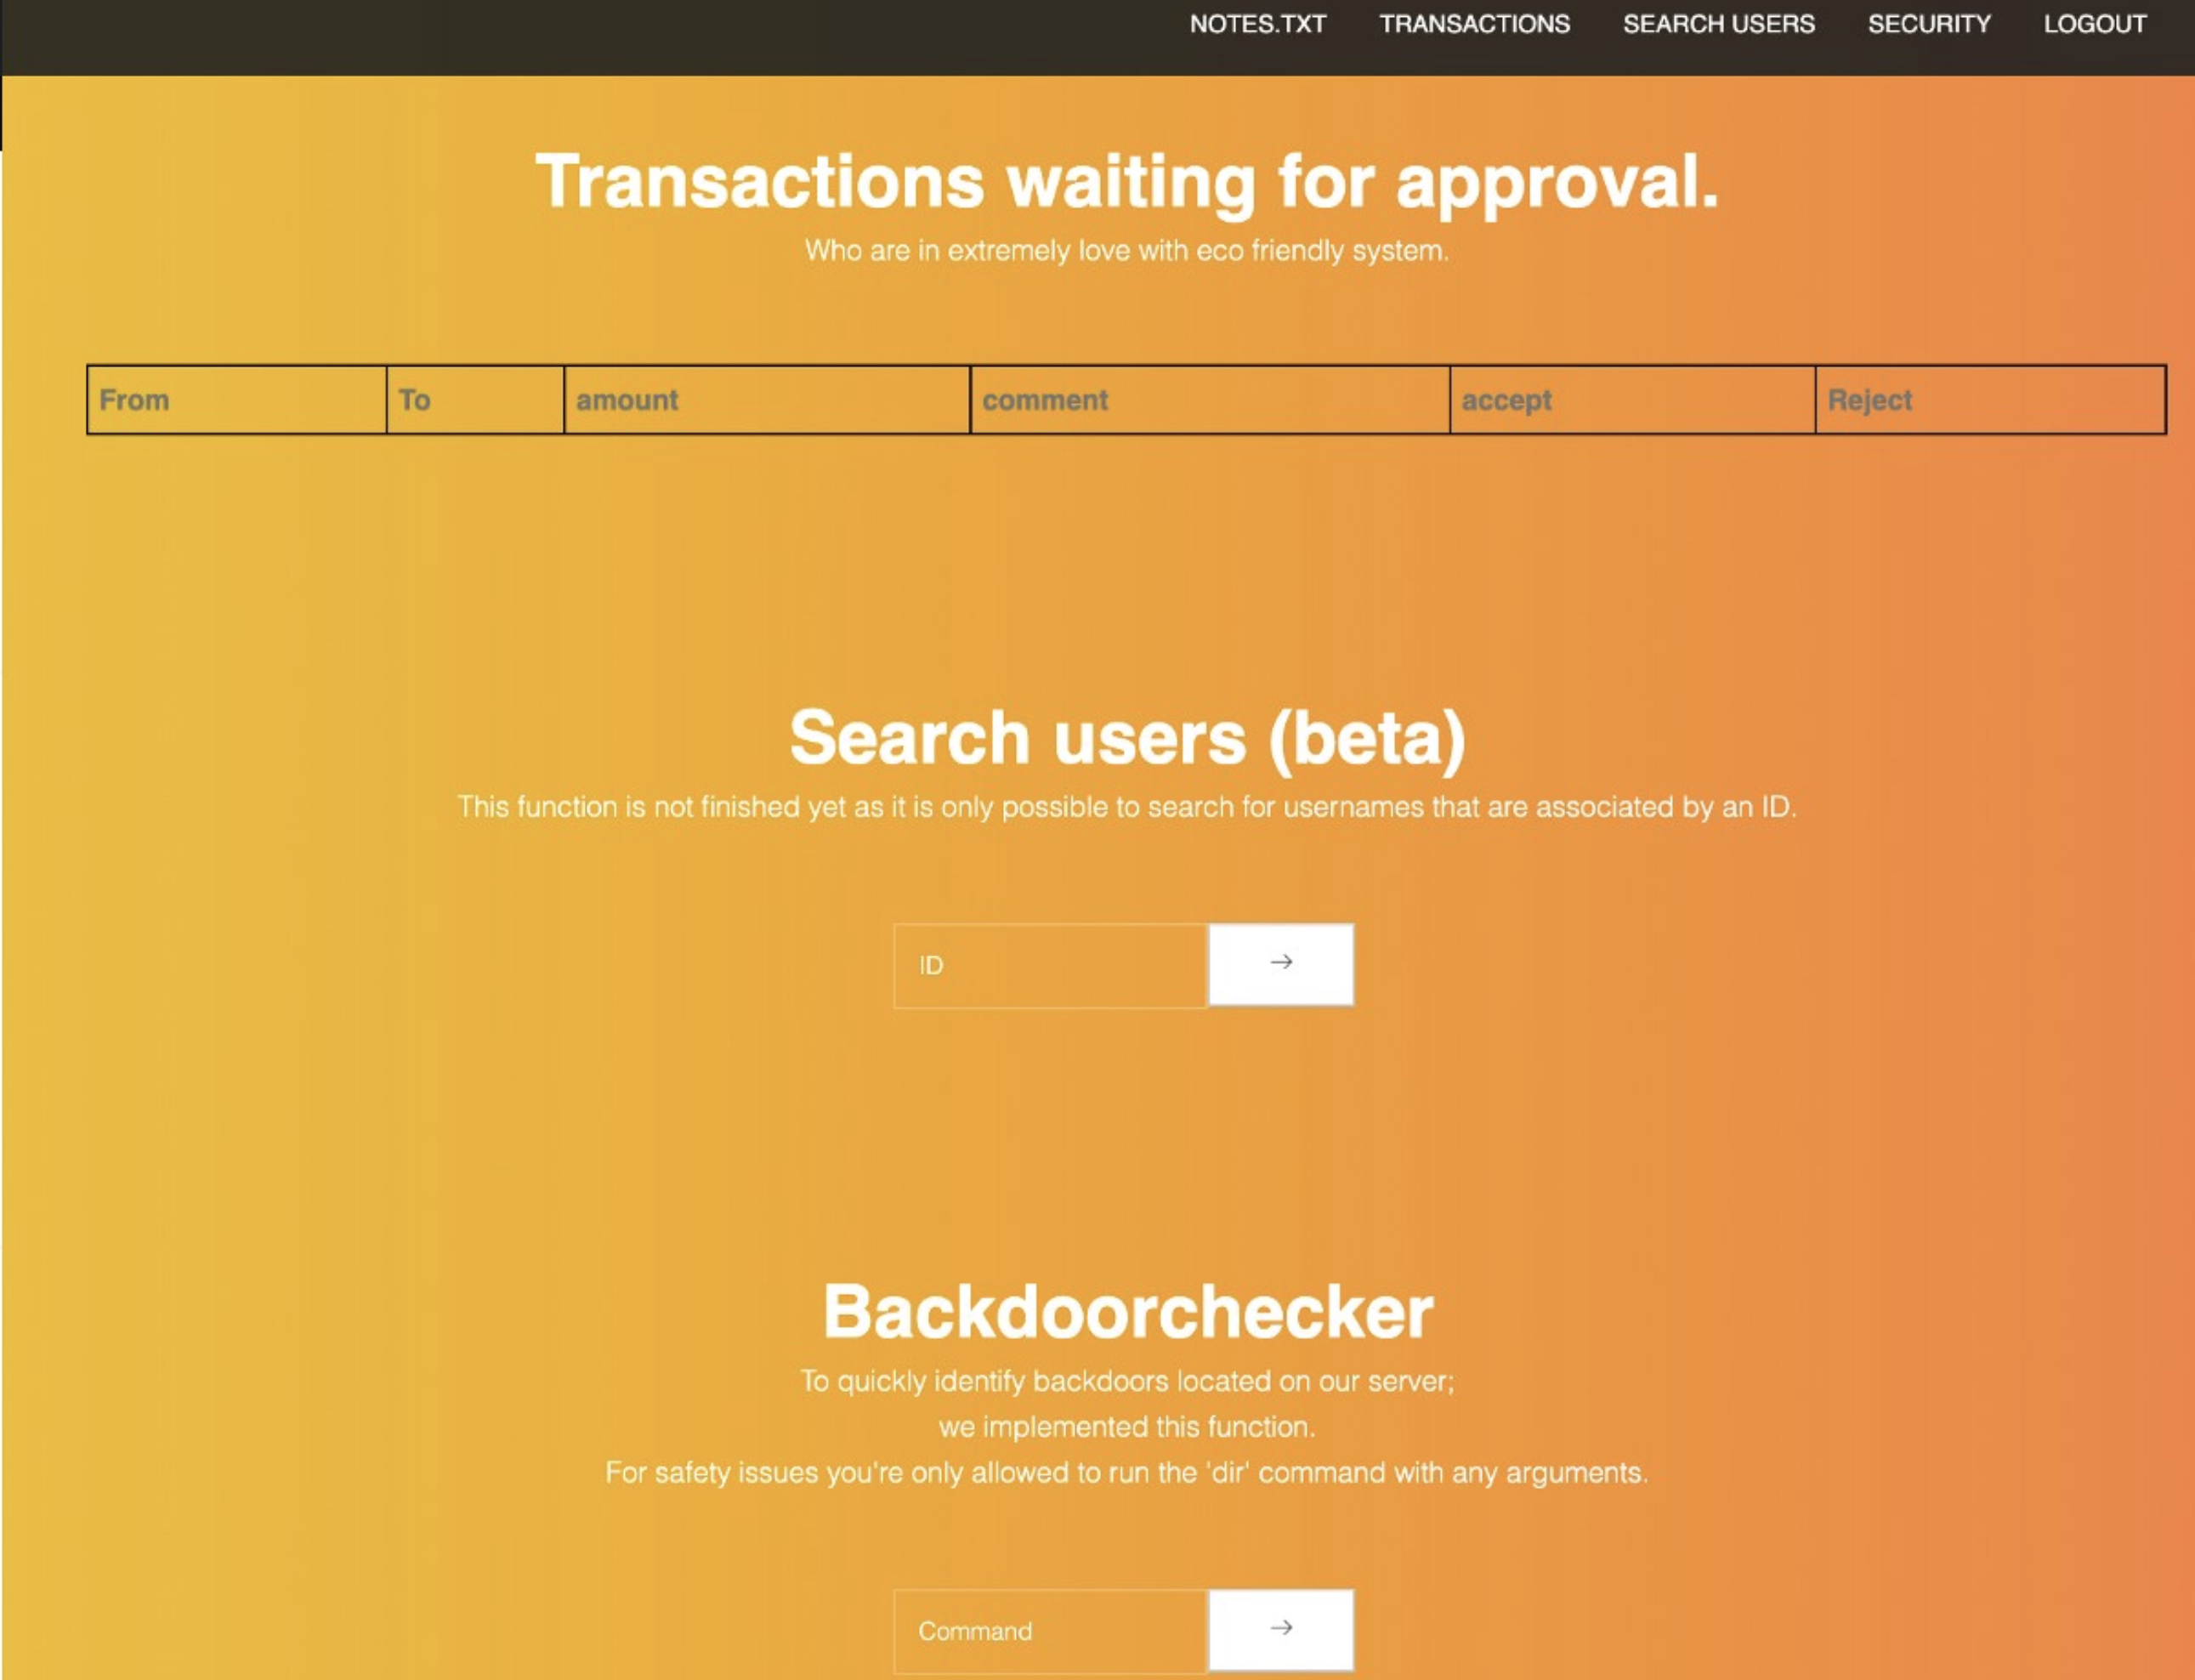 NOTES.TXT TRANSACTIONS SEARCH USERS SECURITY LOGOUT
Transactions waiting for approval.
Who are in extremely love with eco friendly system.
From To amount comment accept Reject
Search users (beta)
This function is not finished yet as it is only possible to search for usernames that are associated by an ID.
ID →
Backdoorchecker
To quickly identify backdoors located on our server;
we implemented this function.
For safety issues you're only allowed to run the 'dir' command with any arguments.
Command →